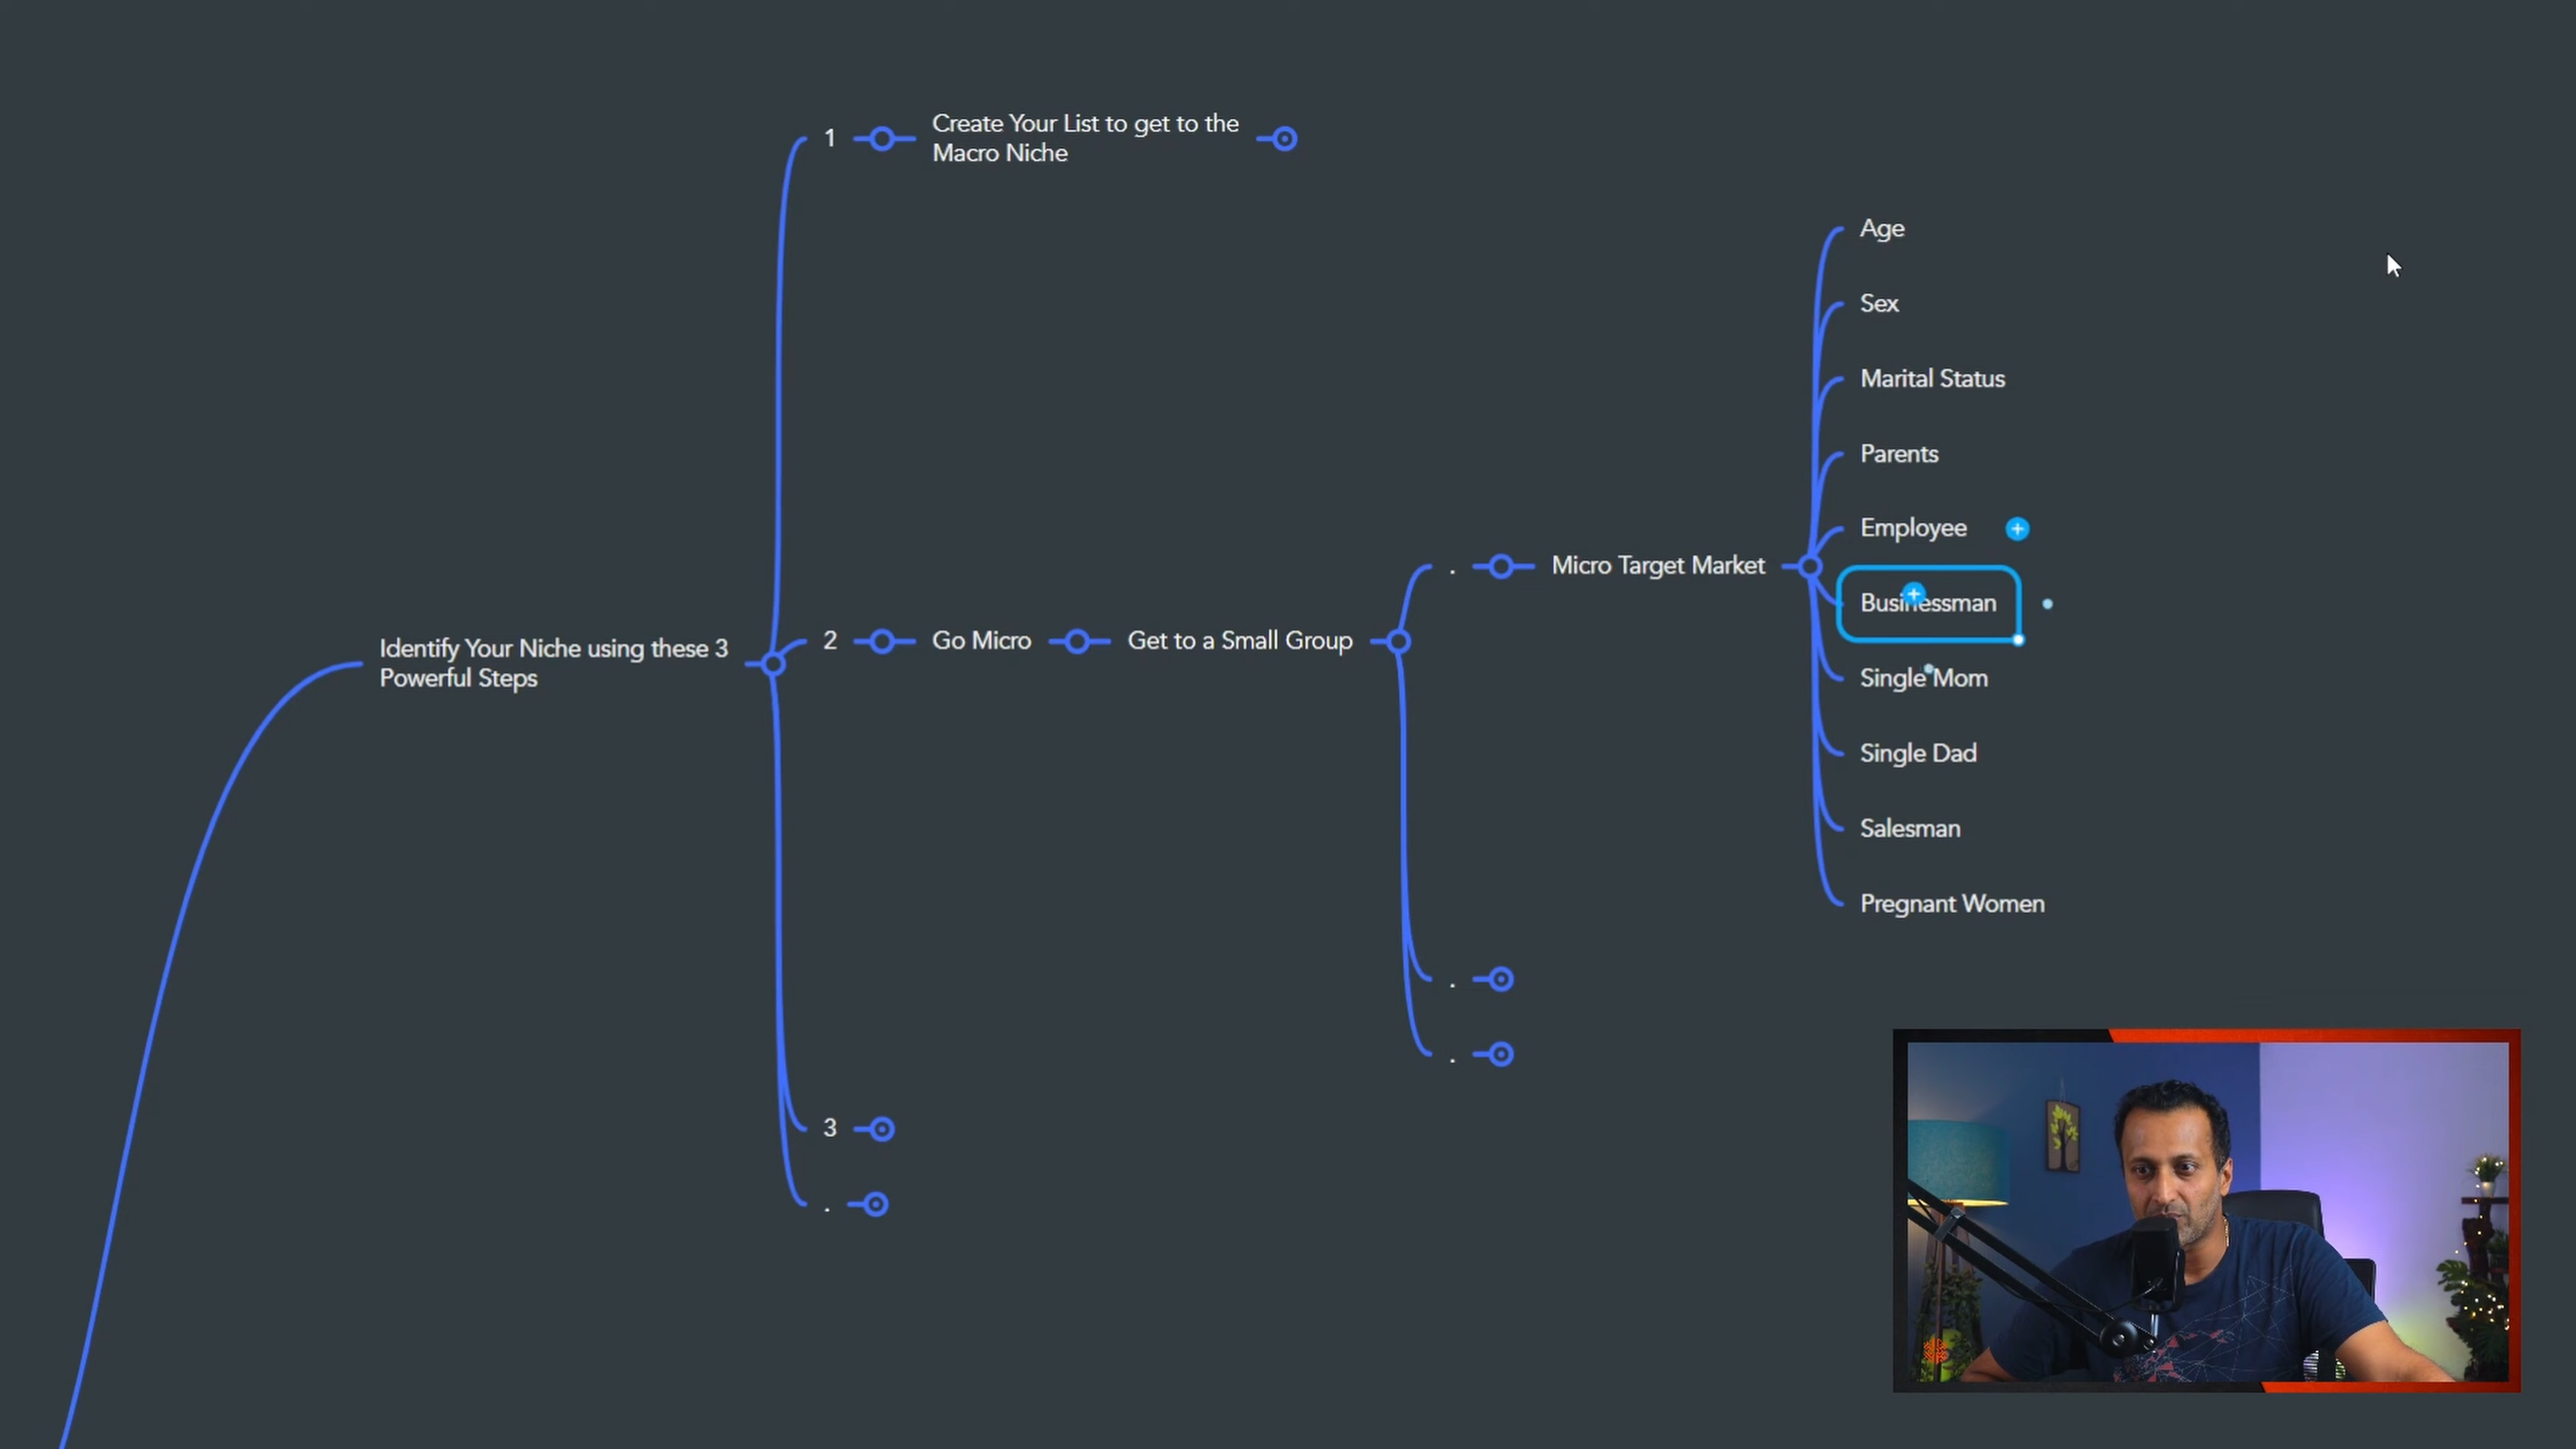 1
Create Your List to get to the
Macro Niche
Identify Your Niche using these 3
Powerful Steps
2
Go Micro
Get to a Small Group
.
Micro Target Market
Age
Sex
Marital Status
Parents
Employee
Businessman
Single Mom
Single Dad
Salesman
Pregnant Women
.
.
3
.